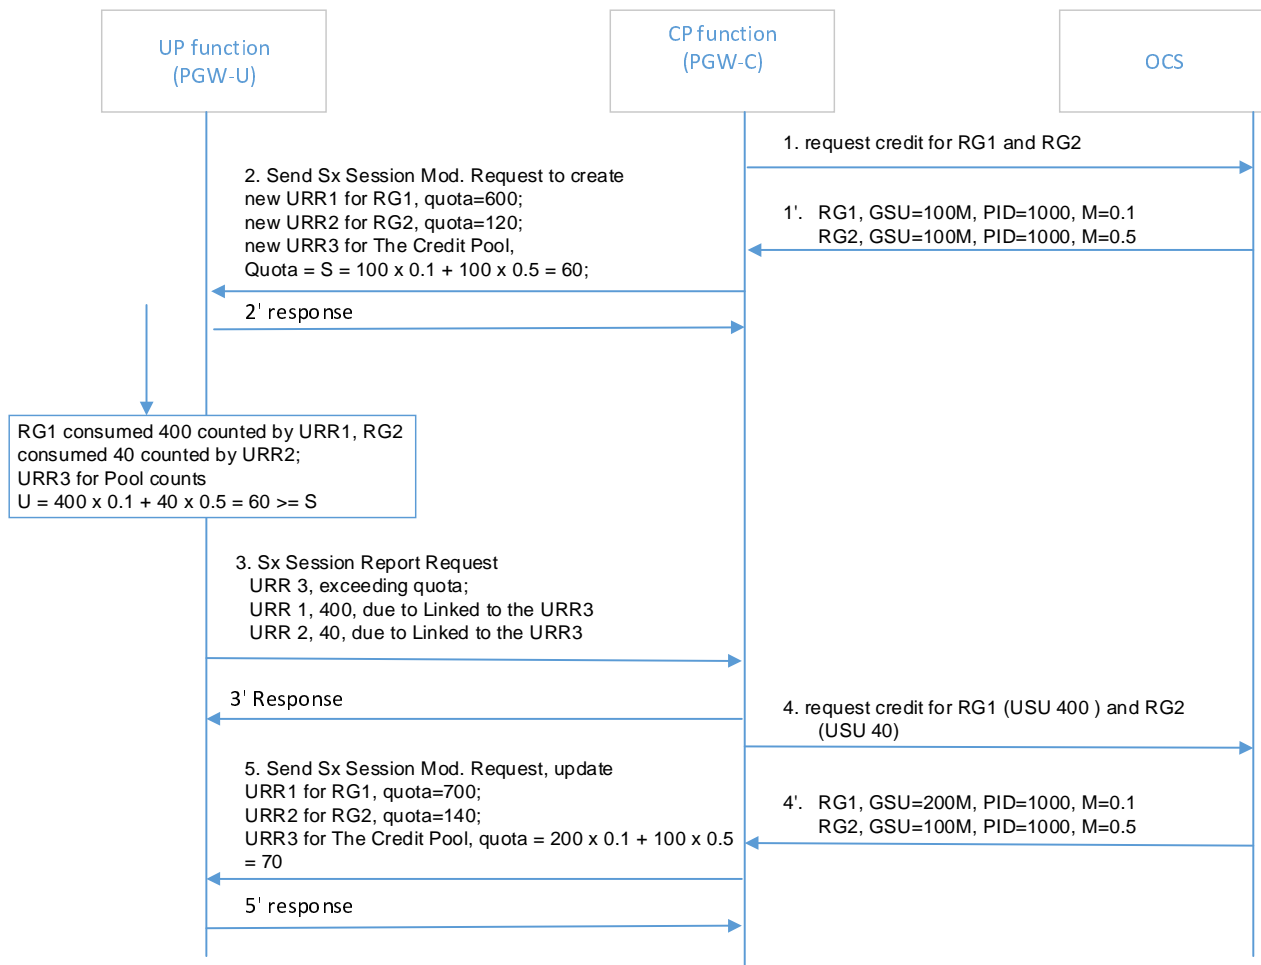 UP function
(PGW-U)
CP function
(PGW-C)
OCS
1. request credit for RG1 and RG2
2. Send Sx Session Mod. Request to create
new URR1 for RG1, quota=600;
new URR2 for RG2, quota=120;
new URR3 for The Credit Pool,
Quota = S = 100 x 0.1 + 100 x 0.5 = 60;
1'. RG1, GSU=100M, PID=1000, M=0.1
RG2, GSU=100M, PID=1000, M=0.5
2' response
RG1 consumed 400 counted by URR1, RG2
consumed 40 counted by URR2;
URR3 for Pool counts
U = 400 x 0.1 + 40 x 0.5 = 60 >= S
3. Sx Session Report Request
URR 3, exceeding quota;
URR 1, 400, due to Linked to the URR3
URR 2, 40, due to Linked to the URR3
3' Response
4. request credit for RG1 (USU 400 ) and RG2
(USU 40)
5. Send Sx Session Mod. Request, update
URR1 for RG1, quota=700;
URR2 for RG2, quota=140;
URR3 for The Credit Pool, quota = 200 x 0.1 + 100 x 0.5
= 70
4'. RG1, GSU=200M, PID=1000, M=0.1
RG2, GSU=100M, PID=1000, M=0.5
5' response